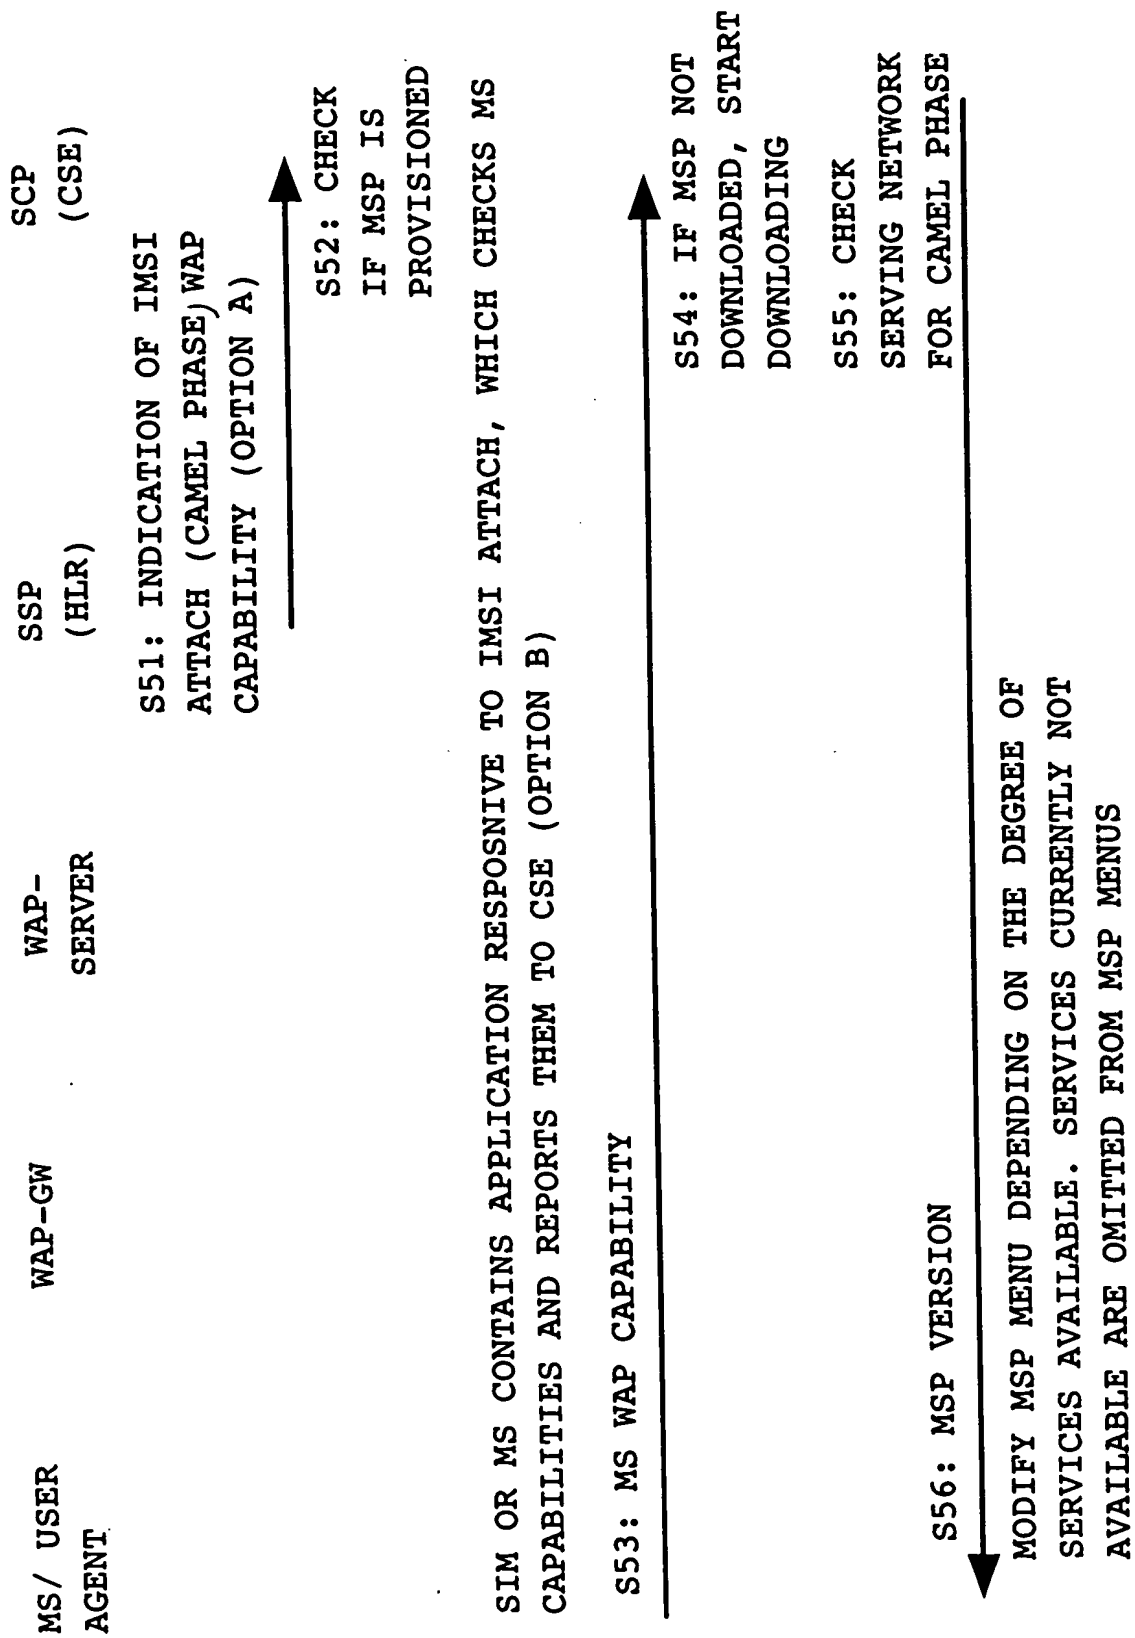 MS/ USER
AGENT
WAP-GW
WAP-
SERVER
SSP
(HLR)
SCP
(CSE)
S51: INDICATION OF IMSI
ATTACH (CAMEL PHASE, WAP
CAPABILITY (OPTION A)
S52: CHECK
IF MSP IS
PROVISIONED
SIM OR MS CONTAINS APPLICATION RESPOSNIVE TO IMSI ATTACH, WHICH CHECKS MS
CAPABILITIES AND REPORTS THEM TO CSE (OPTION B)
S53: MS WAP CAPABILITY
S54: IF MSP NOT
DOWNLOADED, START
DOWNLOADING
S55: CHECK
SERVING NETWORK
FOR CAMEL PHASE
S56: MSP VERSION
MODIFY MSP MENU DEPENDING ON THE DEGREE OF
SERVICES AVAILABLE. SERVICES CURRENTLY NOT
AVAILABLE ARE OMITTED FROM MSP MENUS